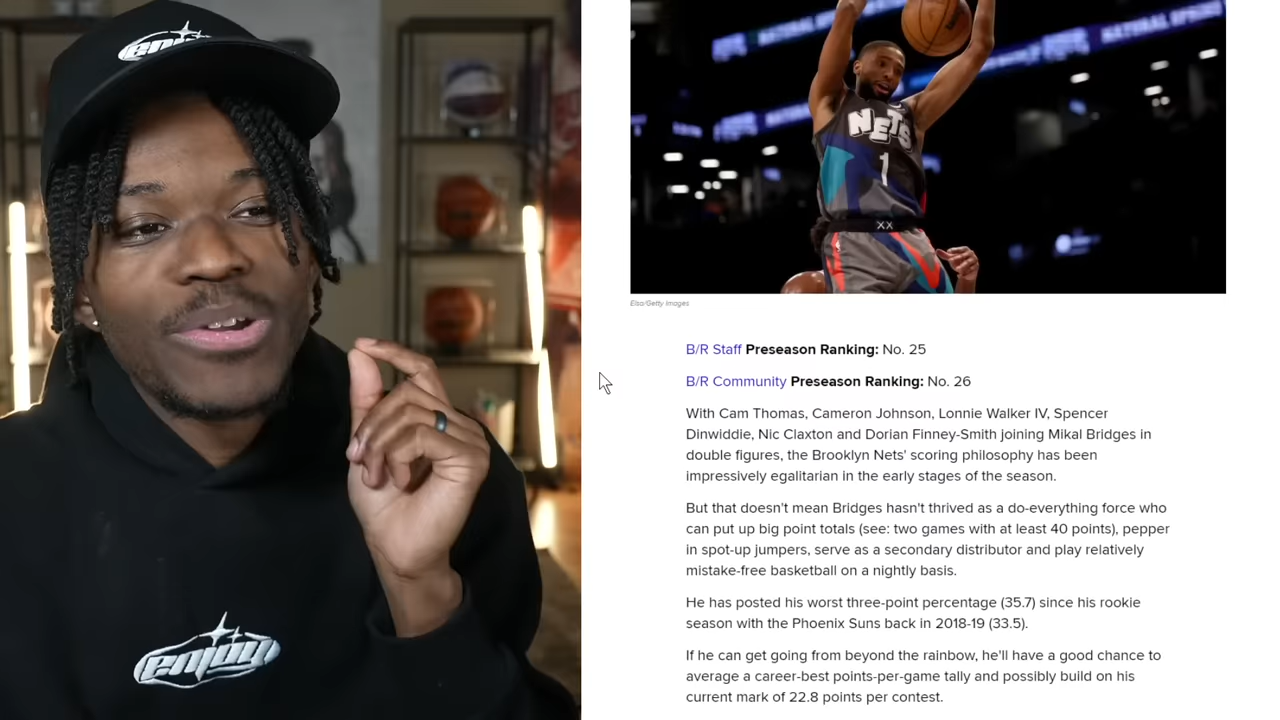 enjoy
enjoy
NATURAL SPRING
NETS
1
XX
Elsa/Getty Images
B/R Staff Preseason Ranking: No. 25
B/R Community Preseason Ranking: No. 26
With Cam Thomas, Cameron Johnson, Lonnie Walker IV, Spencer
Dinwiddie, Nic Claxton and Dorian Finney-Smith joining Mikal Bridges in
double figures, the Brooklyn Nets' scoring philosophy has been
impressively egalitarian in the early stages of the season.
But that doesn't mean Bridges hasn't thrived as a do-everything force who
can put up big point totals (see: two games with at least 40 points), pepper
in spot-up jumpers, serve as a secondary distributor and play relatively
mistake-free basketball on a nightly basis.
He has posted his worst three-point percentage (35.7) since his rookie
season with the Phoenix Suns back in 2018-19 (33.5).
If he can get going from beyond the rainbow, he'll have a good chance to
average a career-best points-per-game tally and possibly build on his
current mark of 22.8 points per contest.